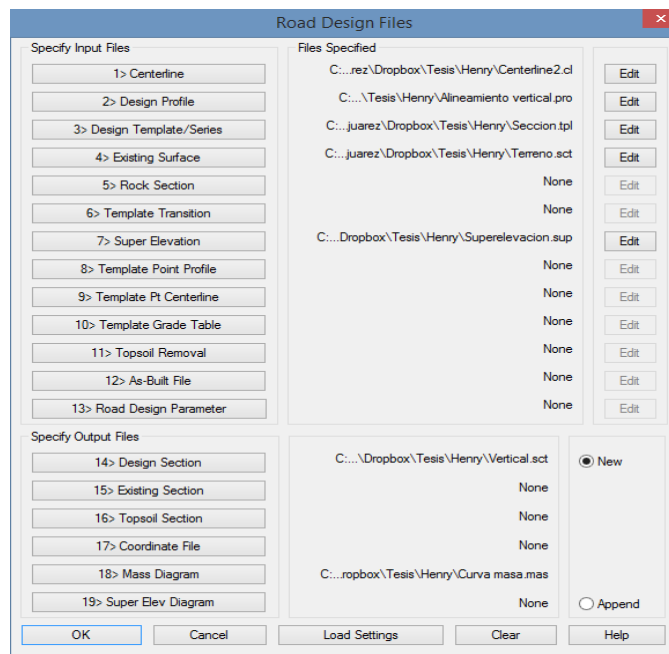 Road Design Files
Specify Input Files Files Specified
1> Centerline C:...rez\Dropbox\Tesis\Henry\Centerline2.cl Edit
2> Design Profile C:...\Tesis\Henry\Alineamiento vertical.pro Edit
3> Design Template/Series C:...juarez\Dropbox\Tesis\Henry\Seccion.tpl Edit
4> Existing Surface C:...juarez\Dropbox\Tesis\Henry\Terreno.sct Edit
5> Rock Section None Edit
6> Template Transition None Edit
7> Super Elevation C:...Dropbox\Tesis\Henry\Superelevacion.sup Edit
8> Template Point Profile None Edit
9> Template Pt Centerline None Edit
10> Template Grade Table None Edit
11> Topsoil Removal None Edit
12> As-Built File None Edit
13> Road Design Parameter None Edit
Specify Output Files
14> Design Section C:...\Dropbox\Tesis\Henry\Vertical.sct New
15> Existing Section None
16> Topsoil Section None
17> Coordinate File None
18> Mass Diagram C:...ropbox\Tesis\Henry\Curva masa.mas
19> Super Elev Diagram None Append
OK Cancel Load Settings Clear Help